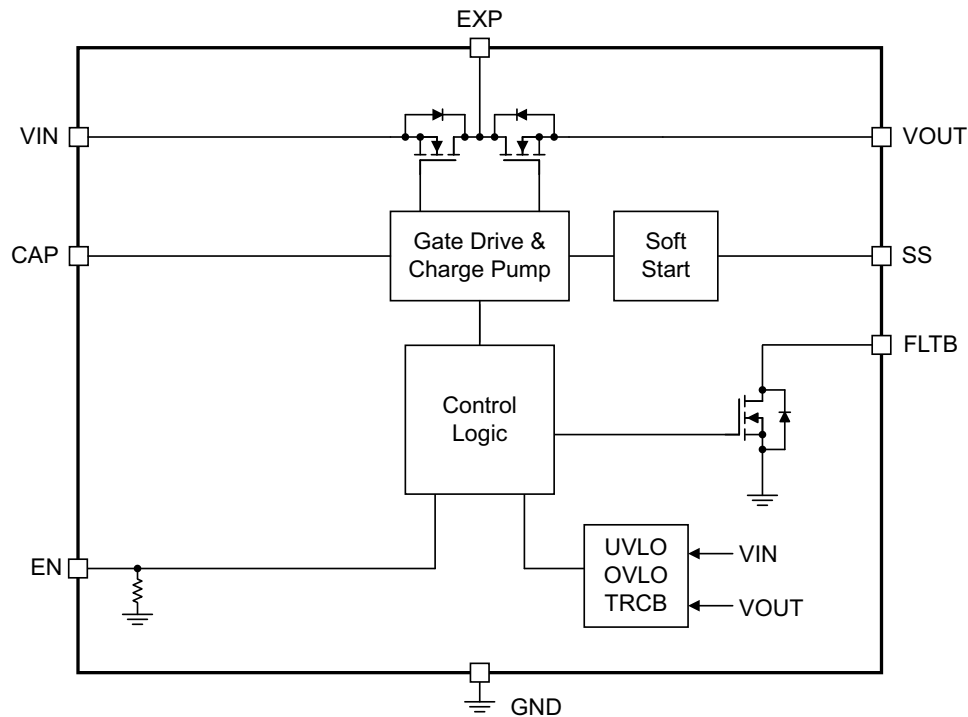 EXP
VIN
VOUT
CAP
Gate Drive &
Charge Pump
Soft
Start
SS
FLTB
Control
Logic
EN
UVLO
OVLO
TRCB
VIN
VOUT
GND